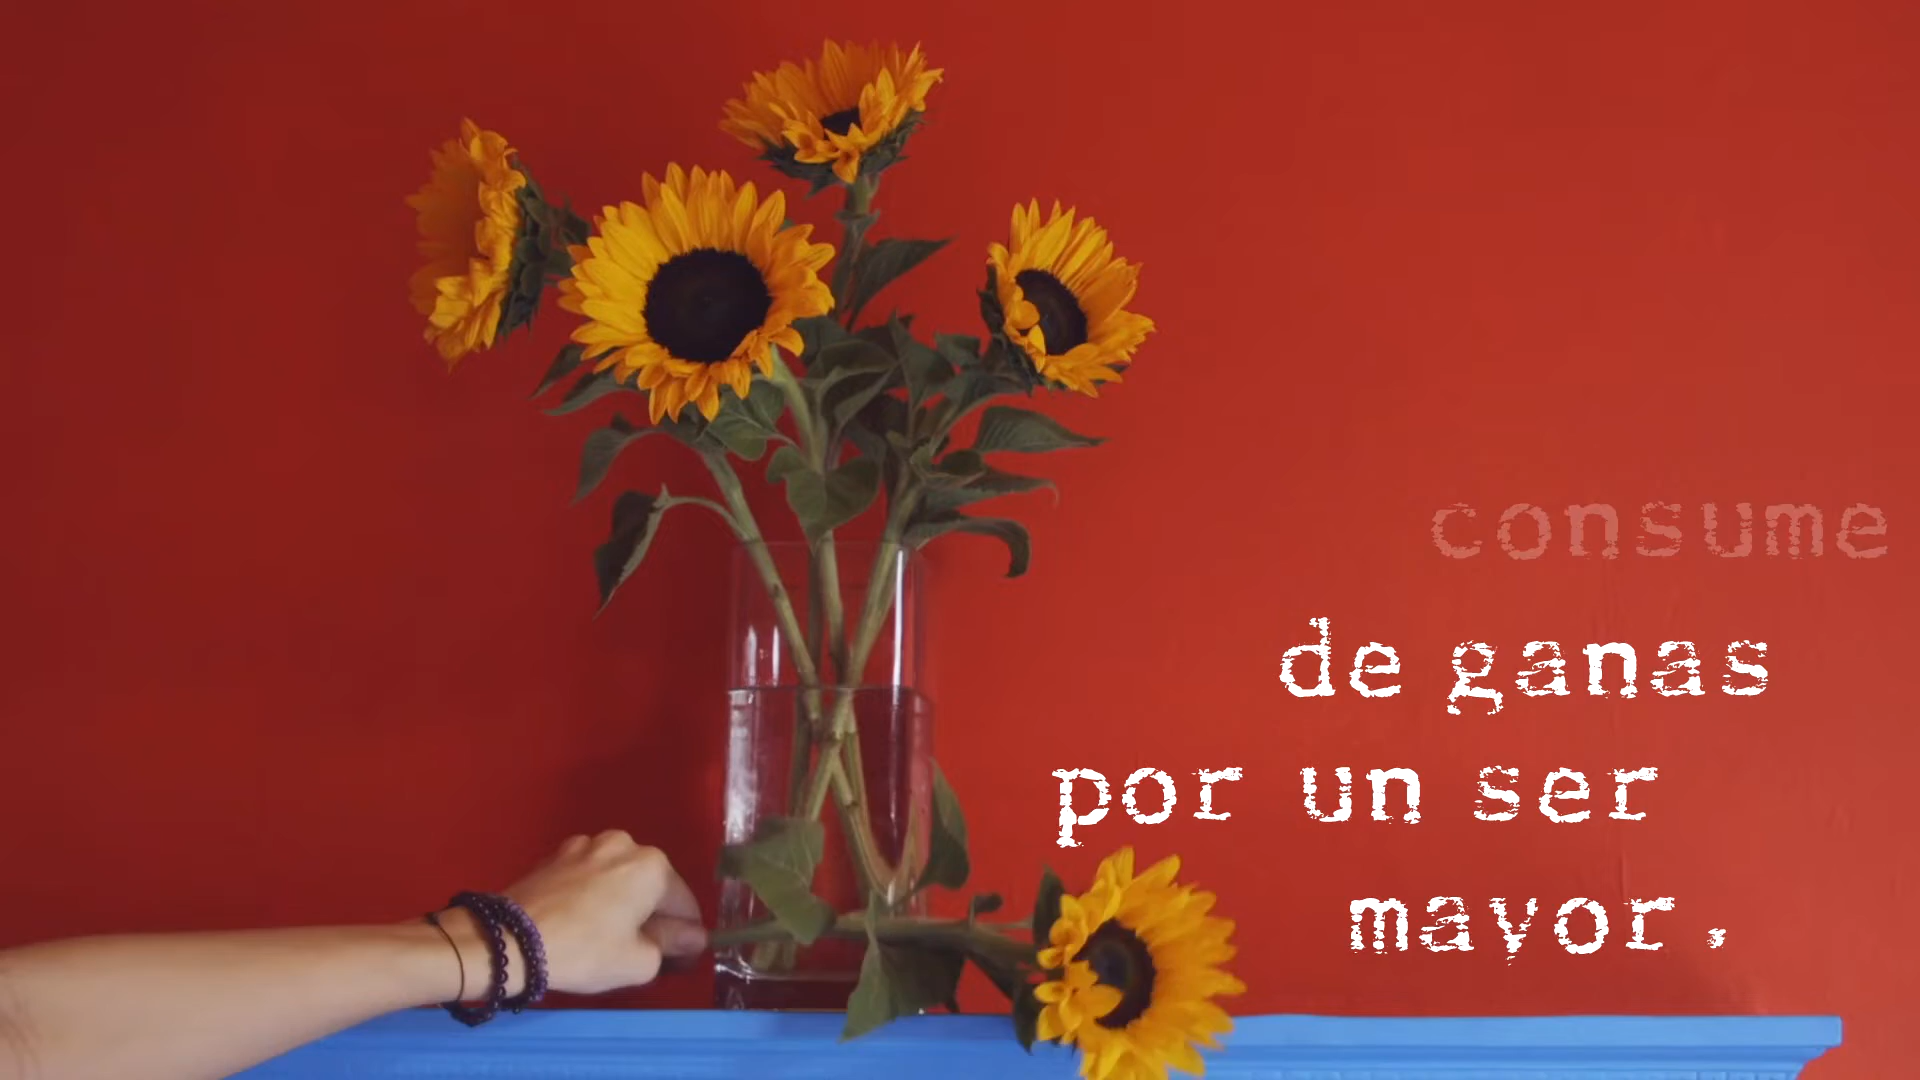 consume
de ganas
por un ser
mayor.